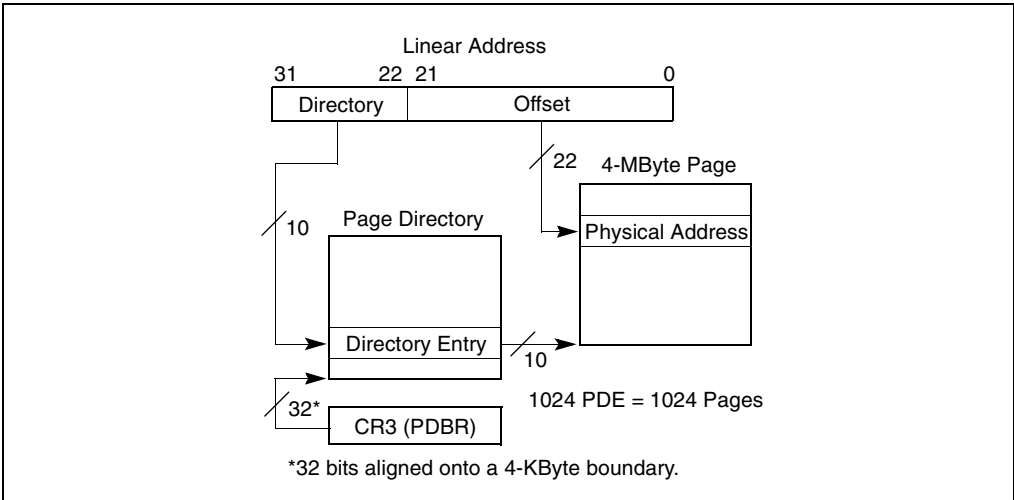 Linear Address
31 22 21 0
Directory Offset
22
4-MByte Page
10
Page Directory
Physical Address
Directory Entry
10
32*
1024 PDE = 1024 Pages
CR3 (PDBR)
*32 bits aligned onto a 4-KByte boundary.